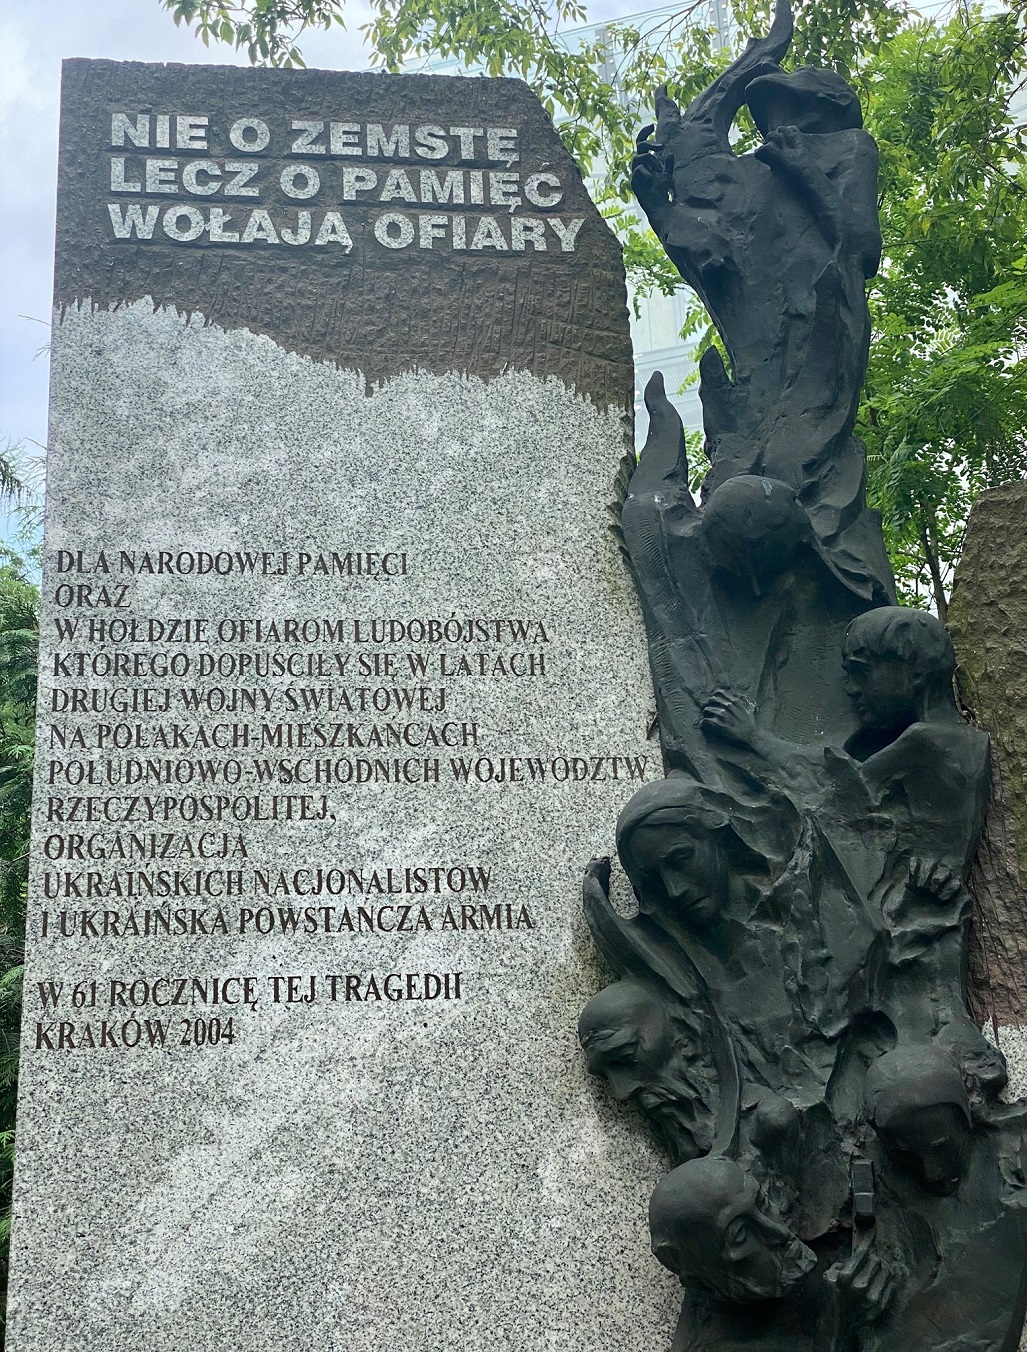 NIE O ZEMSTĘ
LECZ O PAMIĘĆ
WOŁAJĄ OFIARY
DLA NARODOWEJ PAMIĘCI
ORAZ
W HOŁDZIE OFIAROM LUDOBÓJSTWA
KTÓREGO DOPUŚCIŁY SIĘ W LATACH
DRUGIEJ WOJNY ŚWIATOWEJ
NA POLAKACH-MIESZKAŃCACH
POŁUDNIOWO-WSCHODNICH WOJEWÓDZTW
RZECZYPOSPOLITEJ,
ORGANIZACJA
UKRAIŃSKICH NACJONALISTÓW
I UKRAIŃSKA POWSTAŃCZA ARMIA
W 61 ROCZNICĘ TEJ TRAGEDII
KRAKÓW 2004